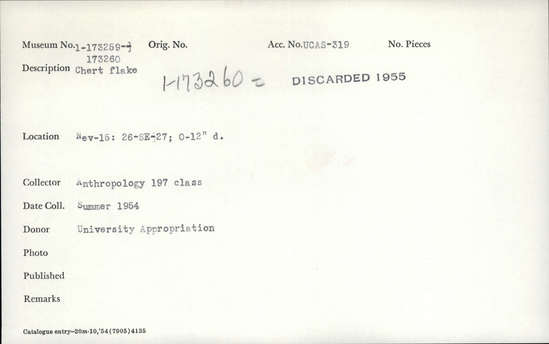 Museum No. 1-173259- Orig. No. Acc. No. UCAS-319 No. Pieces
173260
Description Chert flake
1-173260 = DISCARDED 1955
Location Nev-15: 26-SE-27; 0-12" d.
Collector Anthropology 197 class
Date Coll. Summer 1954
Donor University Appropriation
Photo
Published
Remarks
Catalogue entry—20m-10,'54(7905)4185